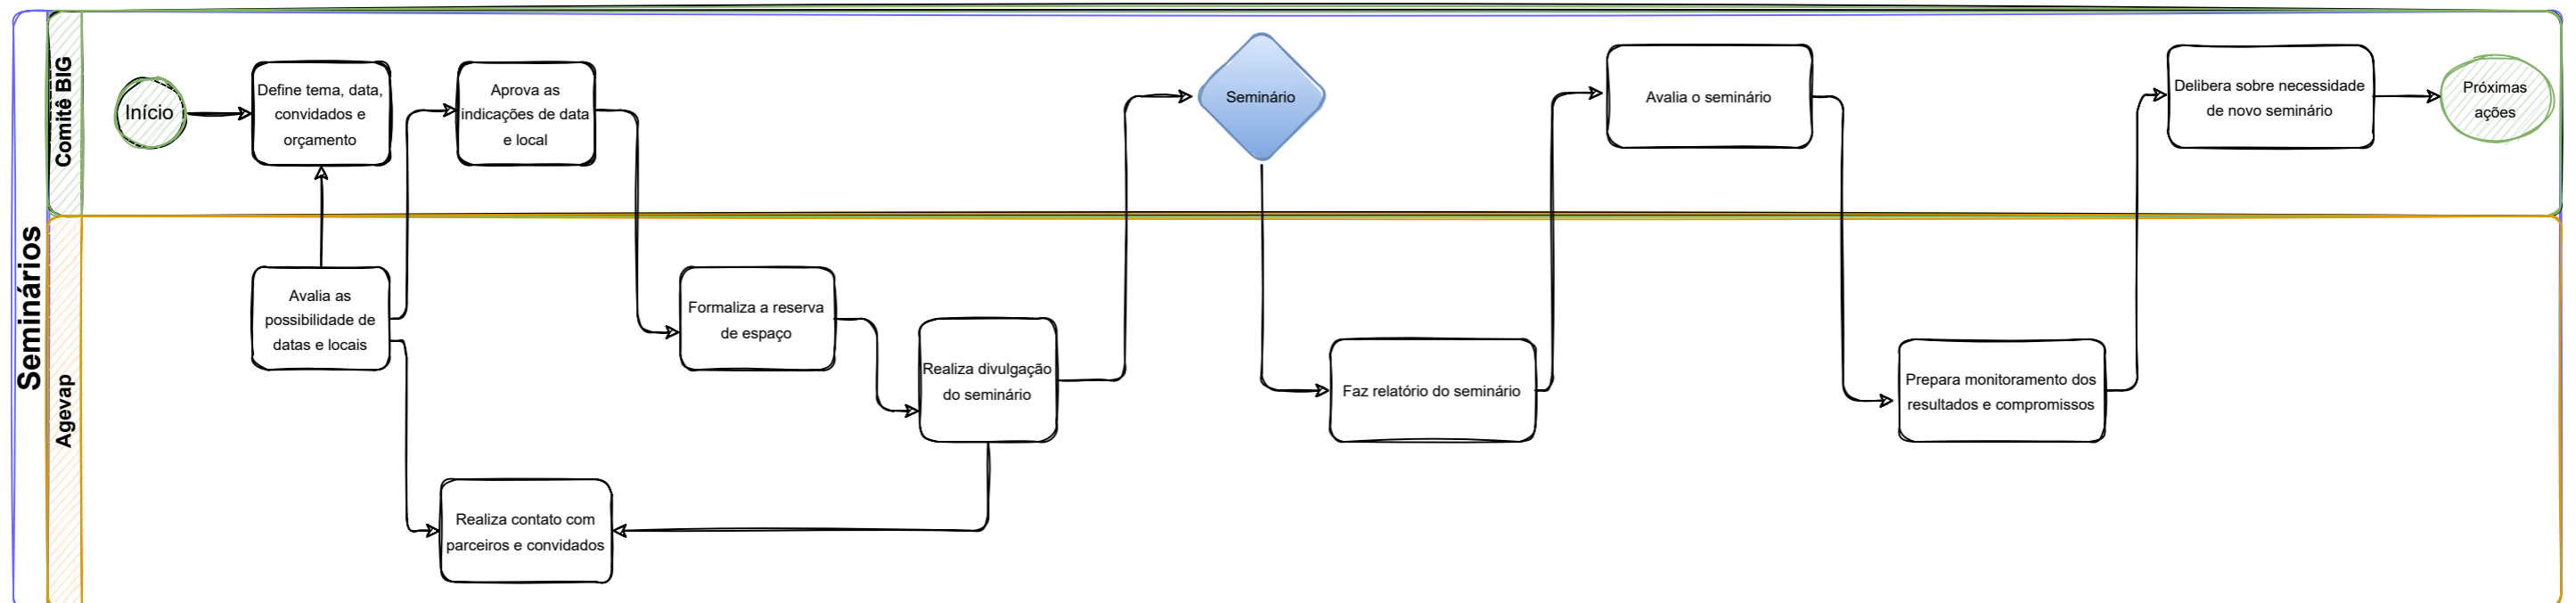 Seminários
Comitê BIG
Início
Define tema, data,
convidados e
orçamento
Aprova as
indicações de data
e local
Seminário
Avalia o seminário
Delibera sobre necessidade
de novo seminário
Próximas
ações
Agevap
Avalia as
possibilidade de
datas e locais
Formaliza a reserva
de espaço
Realiza divulgação
do seminário
Faz relatório do seminário
Prepara monitoramento dos
resultados e compromissos
Realiza contato com
parceiros e convidados